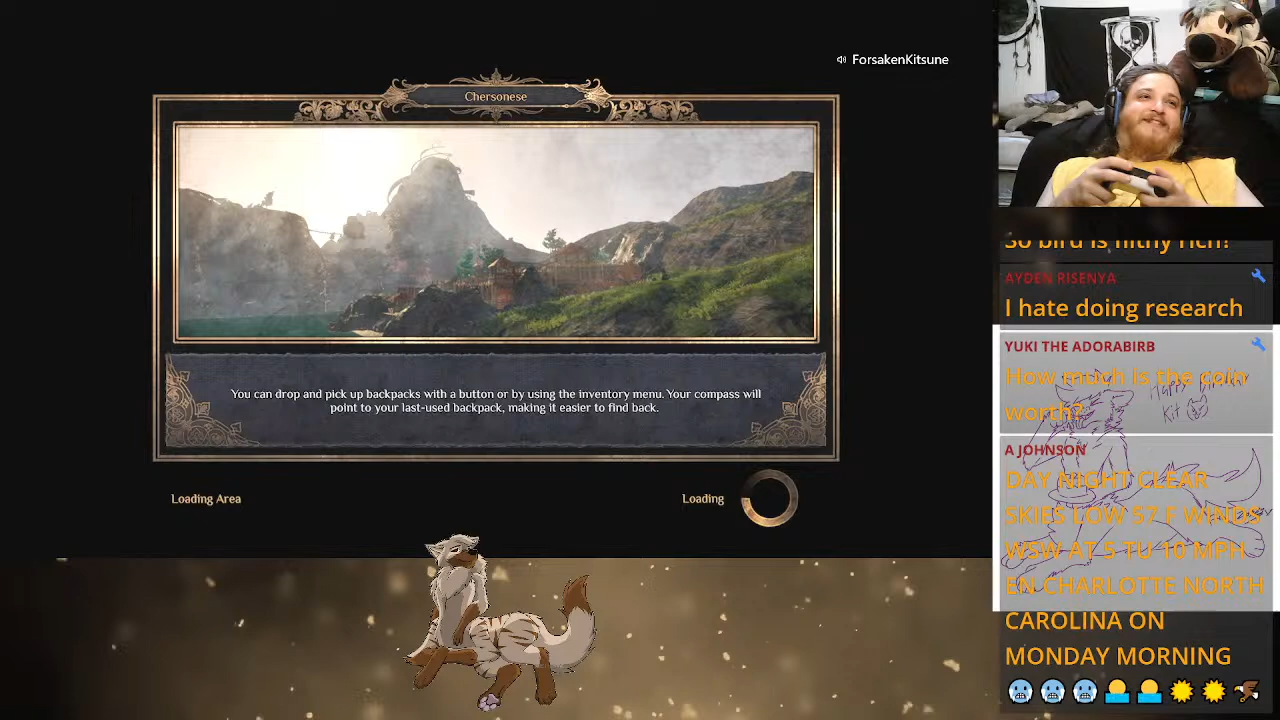 ForsakenKitsune
Chersonese
You can drop and pick up backpacks with a button or by using the inventory menu. Your compass will
point to your last-used backpack, making it easier to find back.
Loading Area
Loading
So bird is filthy rich!
AYDEN RISENYA
I hate doing research
YUKI THE ADORABIRB
How much is the coin
worth?
Kit
A JOHNSON
DAY NIGHT CLEAR
SKIES LOW 57 F WINDS
WSW AT 5 TU 10 MPH
EN CHARLOTTE NORTH
CAROLINA ON
MONDAY MORNING